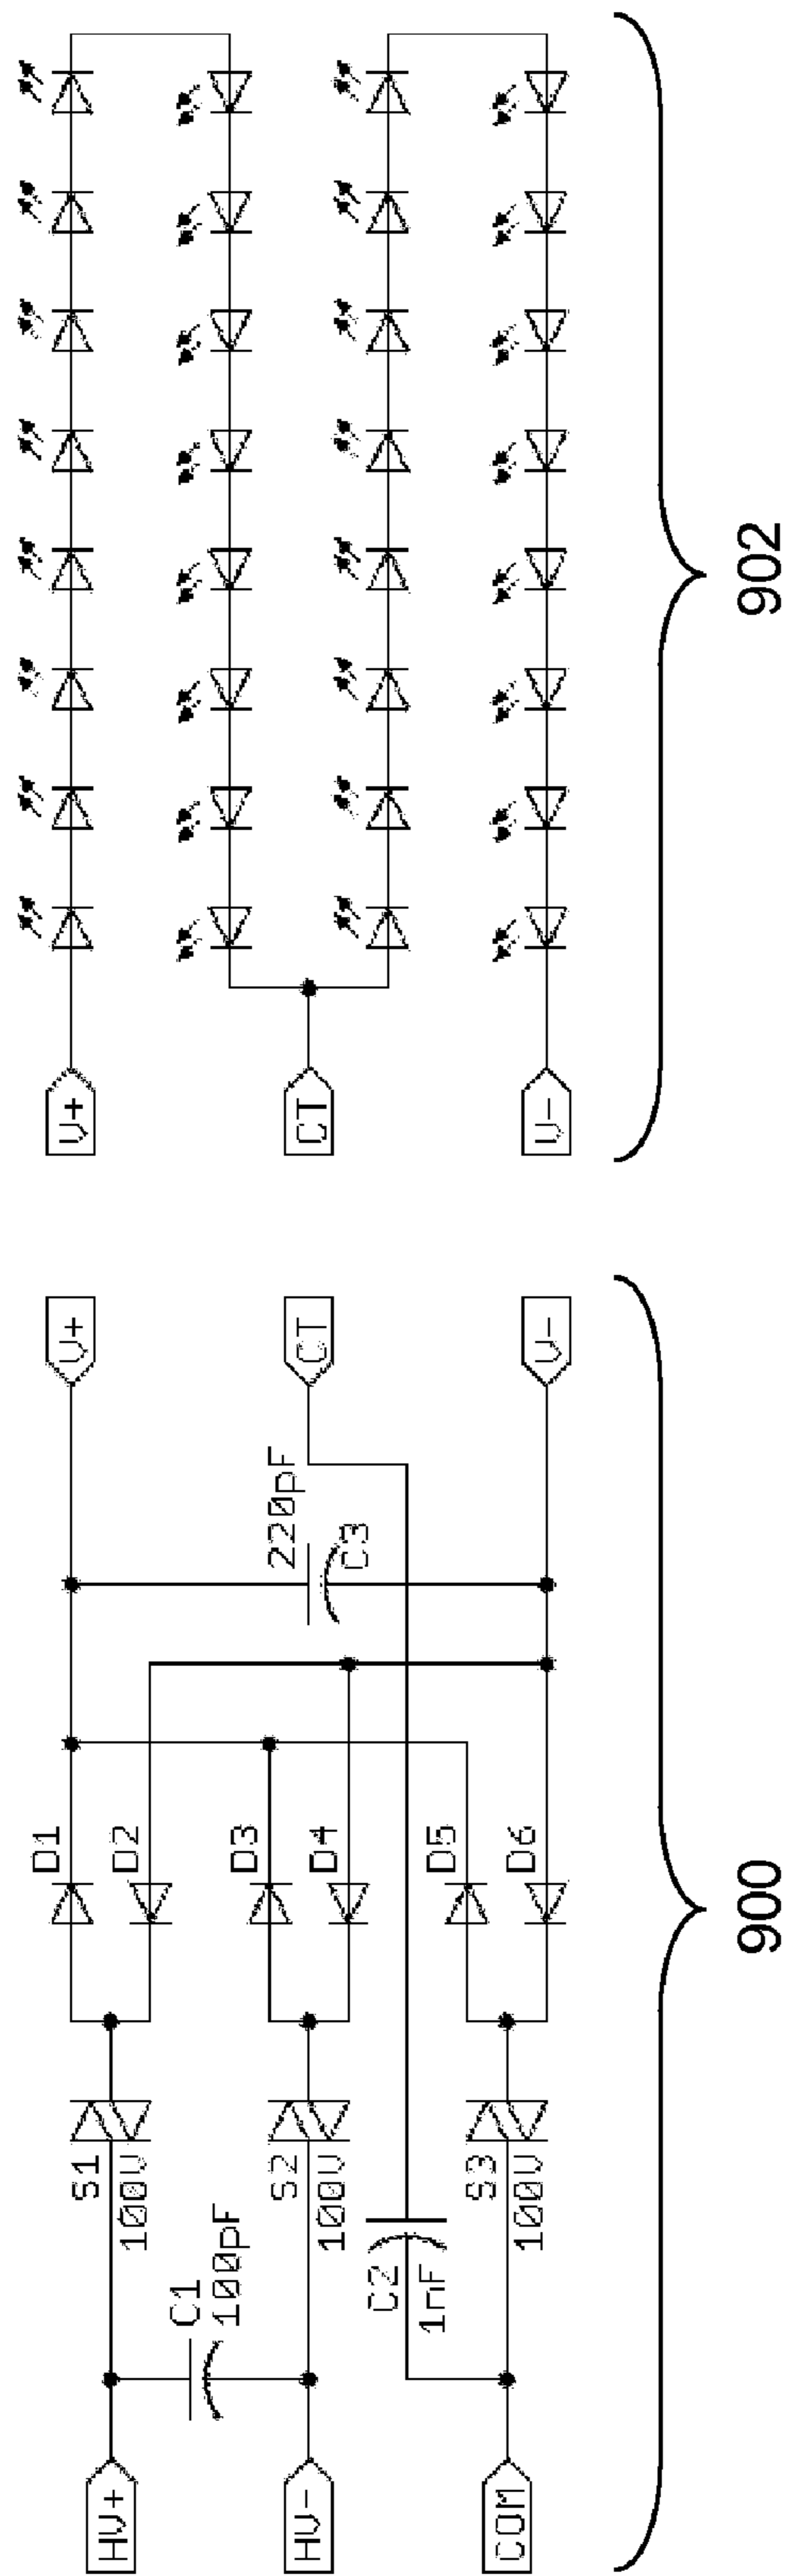 HV+
HV-
COM
C1
100pF
C2
1nF
S1
100V
S2
100V
S3
100V
D1
D2
D3
D4
D5
D6
220pF
C3
V+
CT
V-
900
V+
CT
V-
902